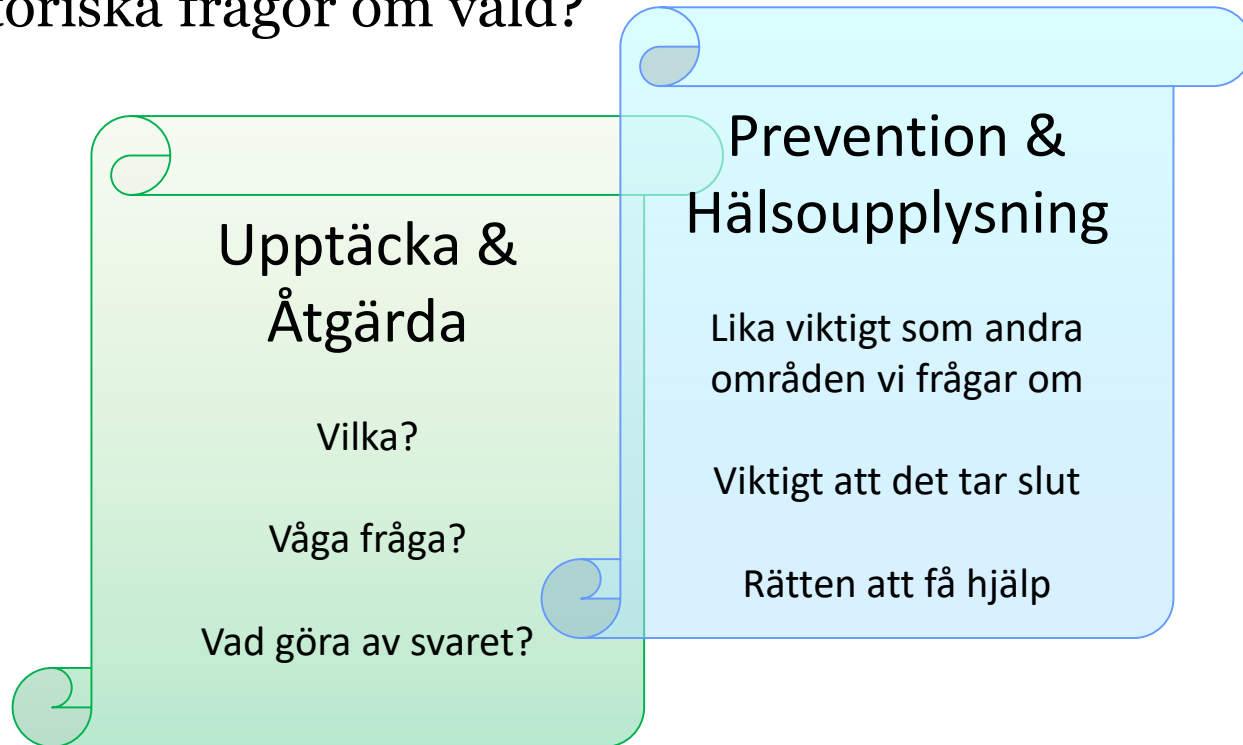 toriska frågor om våld?
Upptäcka &
Åtgärda
Vilka?
Våga fråga?
Vad göra av svaret?
Prevention &
Hälsoupplysning
Lika viktigt som andra
områden vi frågar om
Viktigt att det tar slut
Rätten att få hjälp